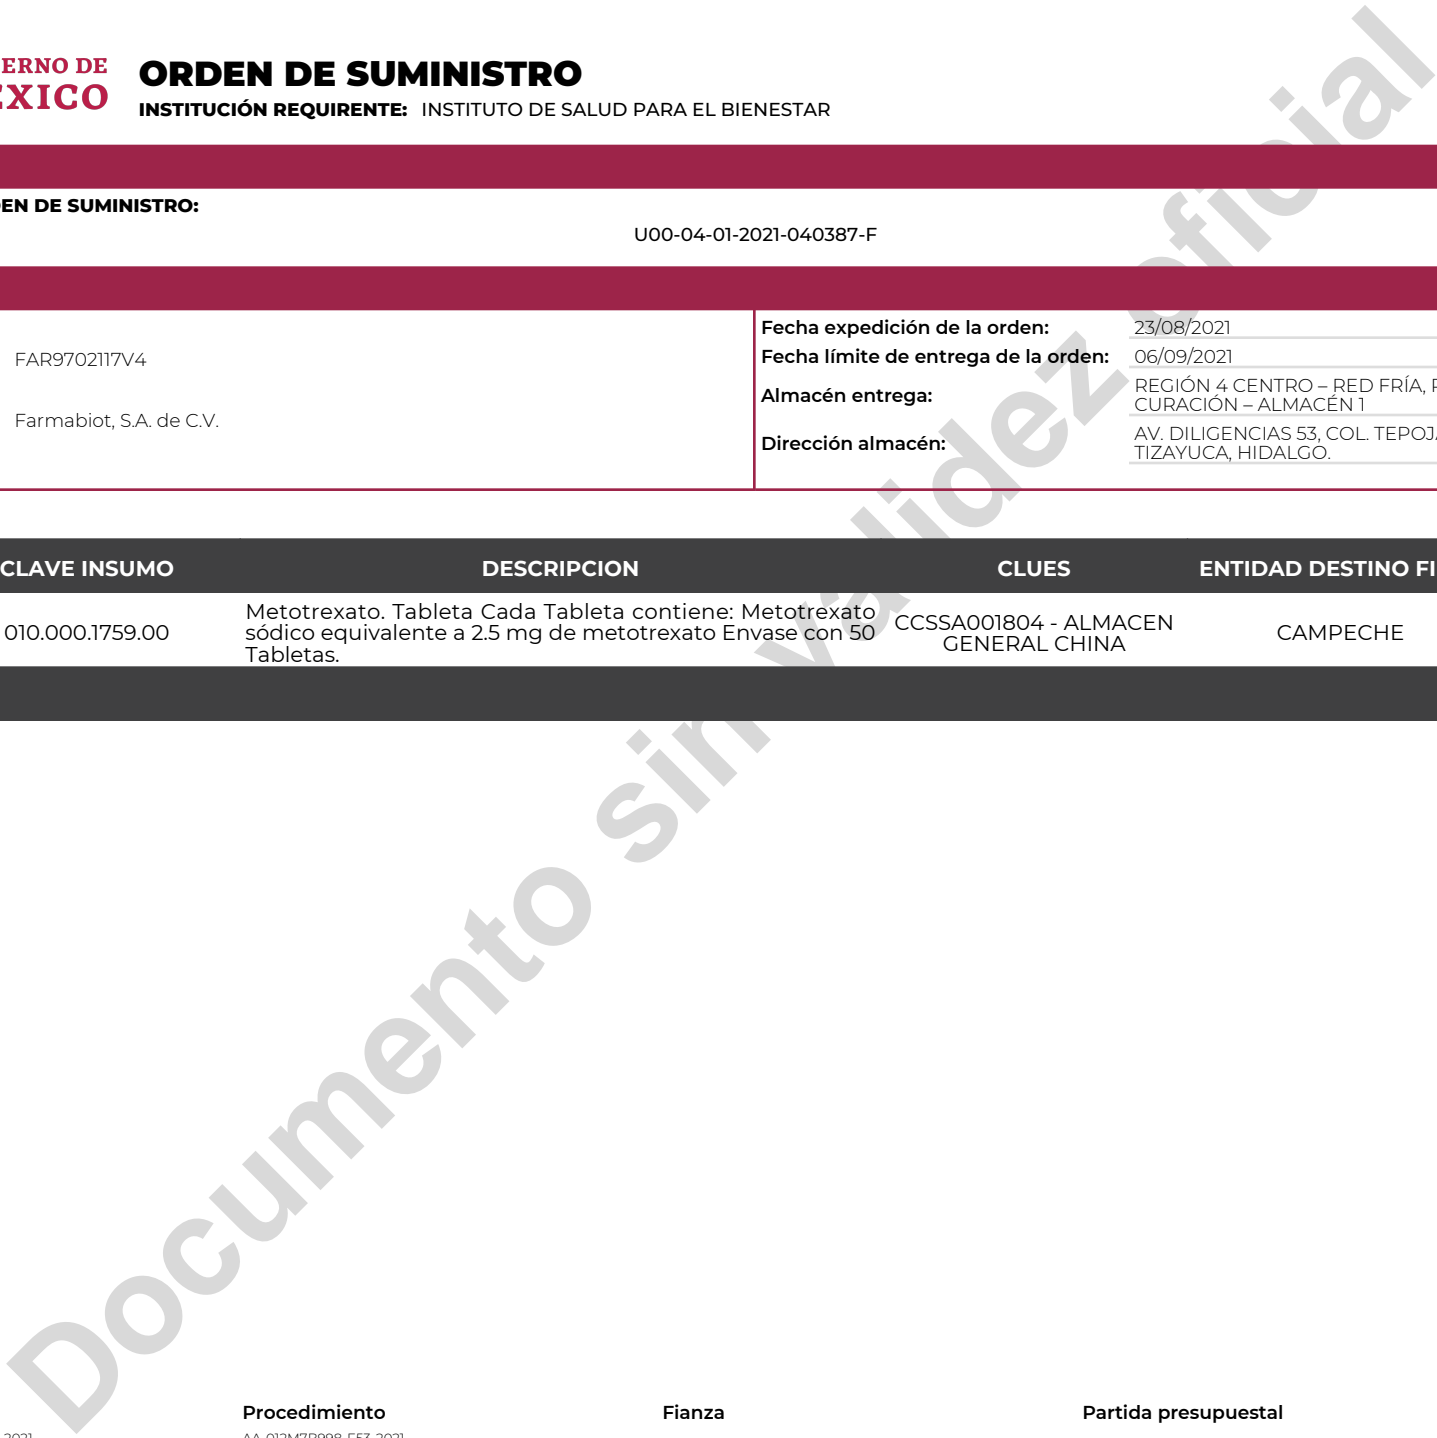 ERNO DE
ÉXICO
ORDEN DE SUMINISTRO
INSTITUCIÓN REQUIRENTE: INSTITUTO DE SALUD PARA EL BIENESTAR
EN DE SUMINISTRO:
U00-04-01-2021-040387-F
FAR9702117V4
Farmabiot, S.A. de C.V.
Fecha expedición de la orden: 23/08/2021
Fecha límite de entrega de la orden: 06/09/2021
Almacén entrega: REGIÓN 4 CENTRO – RED FRÍA,
CURACIÓN – ALMACÉN 1
Dirección almacén: AV. DILIGENCIAS 53, COL. TEPOJ
TIZAYUCA, HIDALGO.
CLAVE INSUMO DESCRIPCION CLUES ENTIDAD DESTINO FI
010.000.1759.00
Metotrexato. Tableta Cada Tableta contiene: Metotrexato
sódico equivalente a 2.5 mg de metotrexato Envase con 50
Tabletas.
CCSSA001804 - ALMACEN
GENERAL CHINA
CAMPECHE
Documento sin validez oficial
Procedimiento Fianza Partida presupuestal